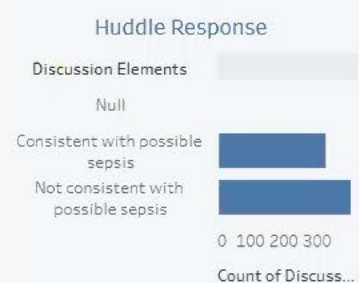 Huddle Response
Discussion Elements
Null
Consistent with possible
sepsis
Not consistent with
possible sepsis
0 100 200 300
Count of Discuss...